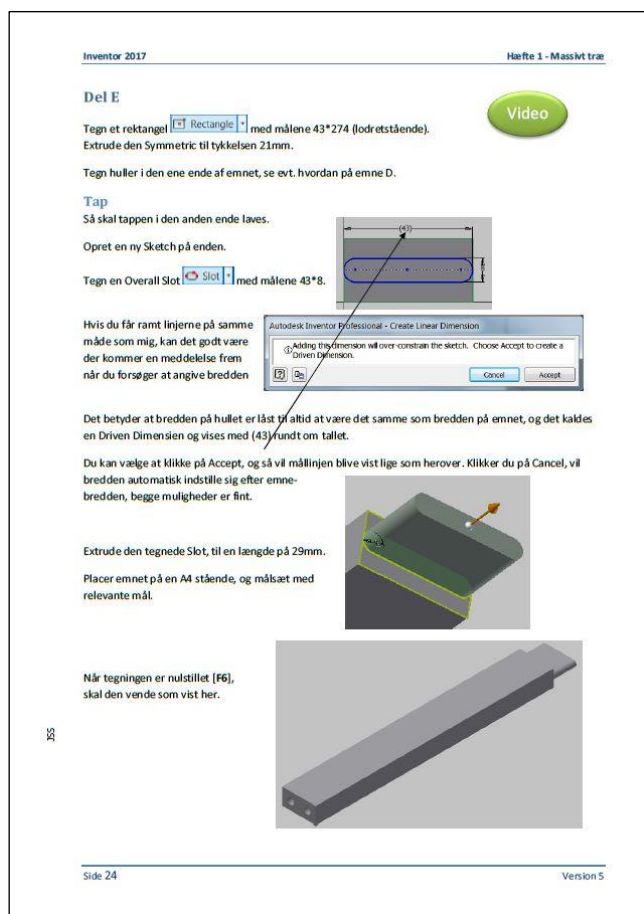 Inventor 2017
Hæfte 1 - Massivt træ
Del E
Video
Tegn et rektangel Rectangle med målene 43*274 (lodretstående).
Extrude den Symmetric til tykkelsen 21mm.
Tegn huller i den ene ende af emnet, se evt. hvordan på emne D.
Tap
Så skal tappen i den anden ende laves.
(43)
Opret en ny Sketch på enden.
Tegn en Overall Slot Slot med målene 43*8.
Hvis du får ramt linjerne på samme
måde som mig, kan det godt være
der kommer en meddelelse frem
når du forsøger at angive bredden
Autodesk Inventor Professional - Create Linear Dimension
Adding this dimension will over-constrain the sketch. Choose Accept to create a
Driven Dimension.
Cancel
Accept
Det betyder at bredden på hullet er låst til altid at være det samme som bredden på emnet, og det kaldes
en Driven Dimensien og vises med (43) rundt om tallet.
Du kan vælge at klikke på Accept, og så vil mållinjen blive vist lige som herover. Klikker du på Cancel, vil
bredden automatisk indstille sig efter emne-
bredden, begge muligheder er fint.
Extrude den tegnede Slot, til en længde på 29mm.
Placer emnet på en A4 stående, og målsæt med
relevante mål.
Når tegningen er nulstillet [F6],
skal den vende som vist her.
JSS
Side 24
Version 5